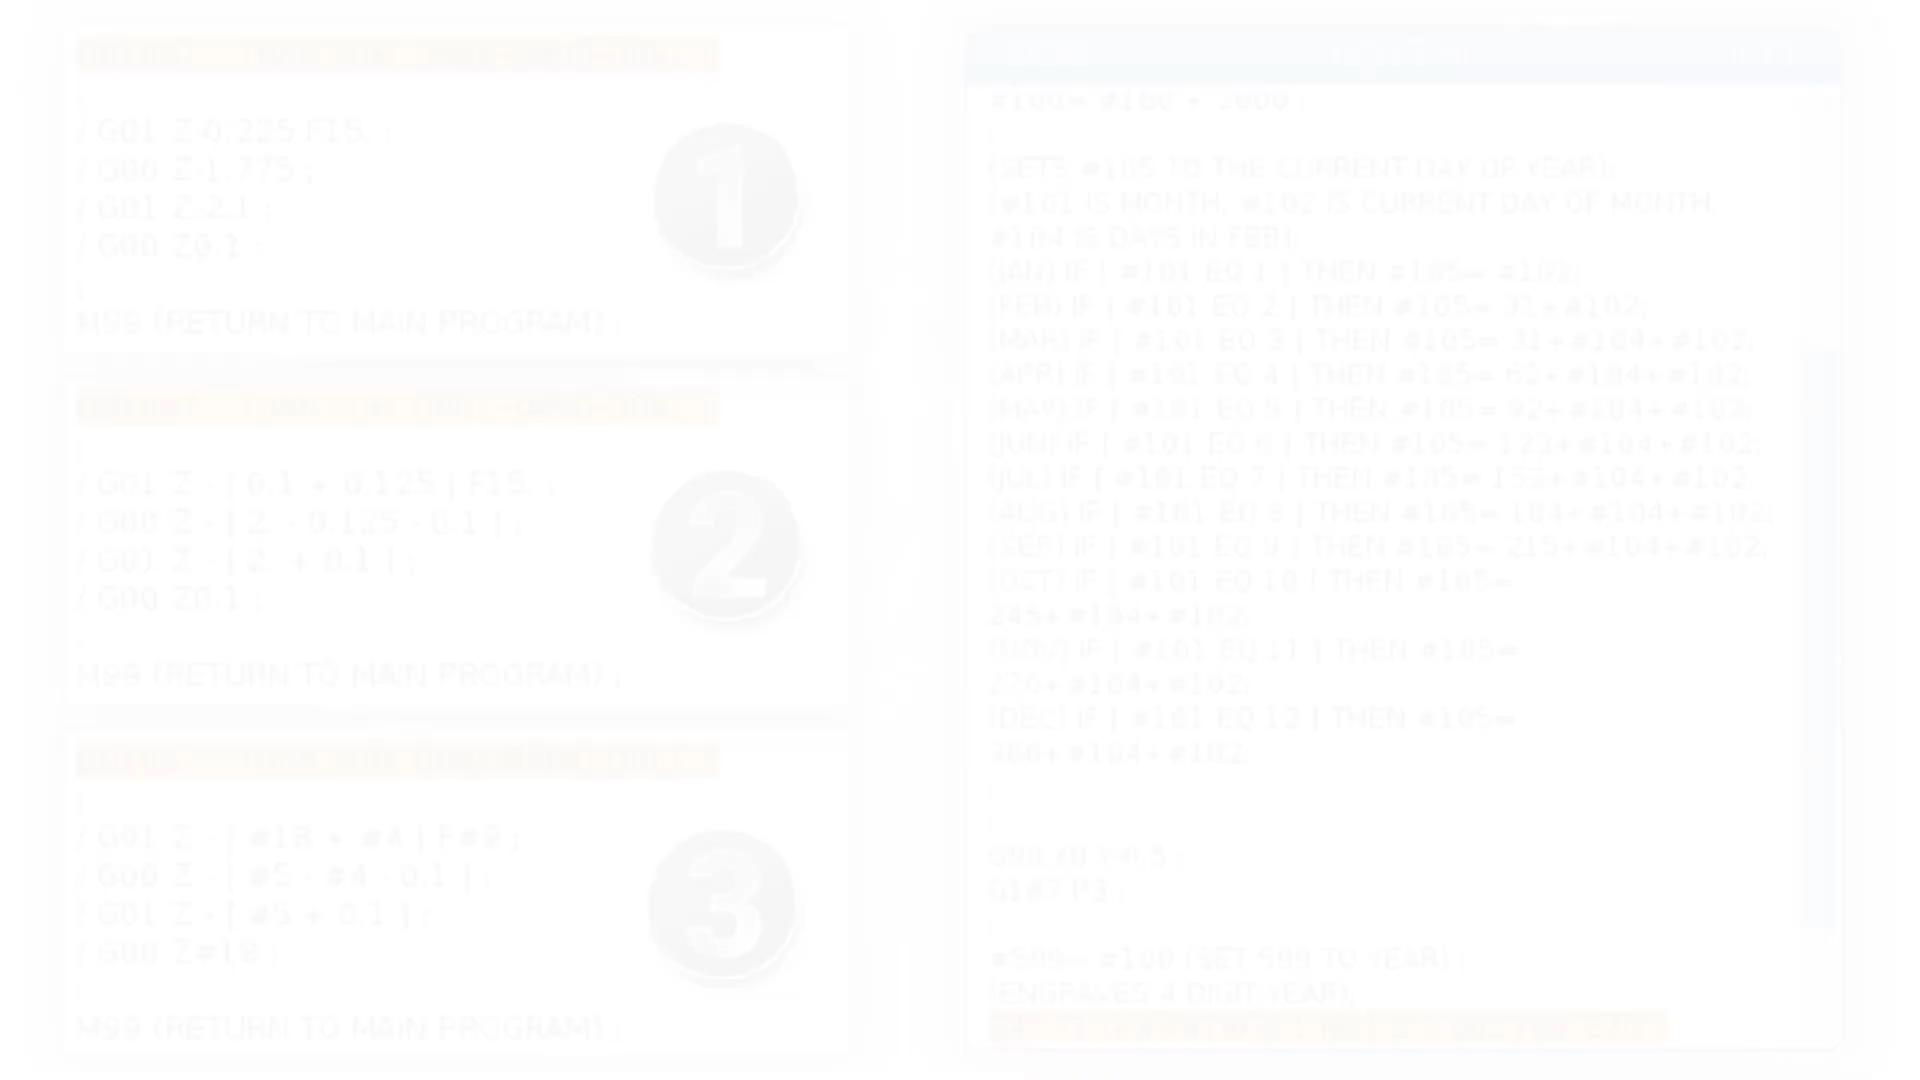 / G01 Z-0.225 F15. ;
/ G00 Z-1.775 ;
/ G01 Z-2.1 ;
/ G00 Z0.1 ;
M99 (RETURN TO MAIN PROGRAM) ;
1
/ G01 Z - [ 0.1 + 0.125 ] F15. ;
/ G00 Z - [ 2. - 0.125 - 0.1 ] ;
/ G01 Z - [ 2. + 0.1 ] ;
/ G00 Z0.1 ;
M99 (RETURN TO MAIN PROGRAM) ;
2
/ G01 Z - [ #18 + #4 ] F#9 ;
/ G00 Z - [ #5 - #4 - 0.1 ] ;
/ G01 Z - [ #5 + 0.1 ] ;
/ G00 Z#18 ;
M99 (RETURN TO MAIN PROGRAM) ;
3
#100= #100 + 2000 ;
(SETS #105 TO THE CURRENT DAY OF YEAR);
(#101 IS MONTH, #102 IS CURRENT DAY OF MONTH,
#104 IS DAYS IN FEB);
(JAN) IF [ #101 EQ 1 ] THEN #105= #102;
(FEB) IF [ #101 EQ 2 ] THEN #105= 31+#102;
(MAR) IF [ #101 EQ 3 ] THEN #105= 31+#104+#102;
(APR) IF [ #101 EQ 4 ] THEN #105= 62+#104+#102;
(MAY) IF [ #101 EQ 5 ] THEN #105= 92+#104+#102;
(JUN) IF [ #101 EQ 6 ] THEN #105= 123+#104+#102;
(JUL) IF [ #101 EQ 7 ] THEN #105= 153+#104+#102
(AUG) IF [ #101 EQ 8 ] THEN #105= 184+#104+#102;
(SEP) IF [ #101 EQ 9 ] THEN #105= 215+#104+#102;
(OCT) IF [ #101 EQ 10 ] THEN #105=
245+#104+#102;
(NOV) IF [ #101 EQ 11 ] THEN #105=
276+#104+#102;
(DEC) IF [ #101 EQ 12 ] THEN #105=
306+#104+#102;
#599= #100 (SET 599 TO YEAR) ;
(ENGRAVES 4 DIGIT YEAR);